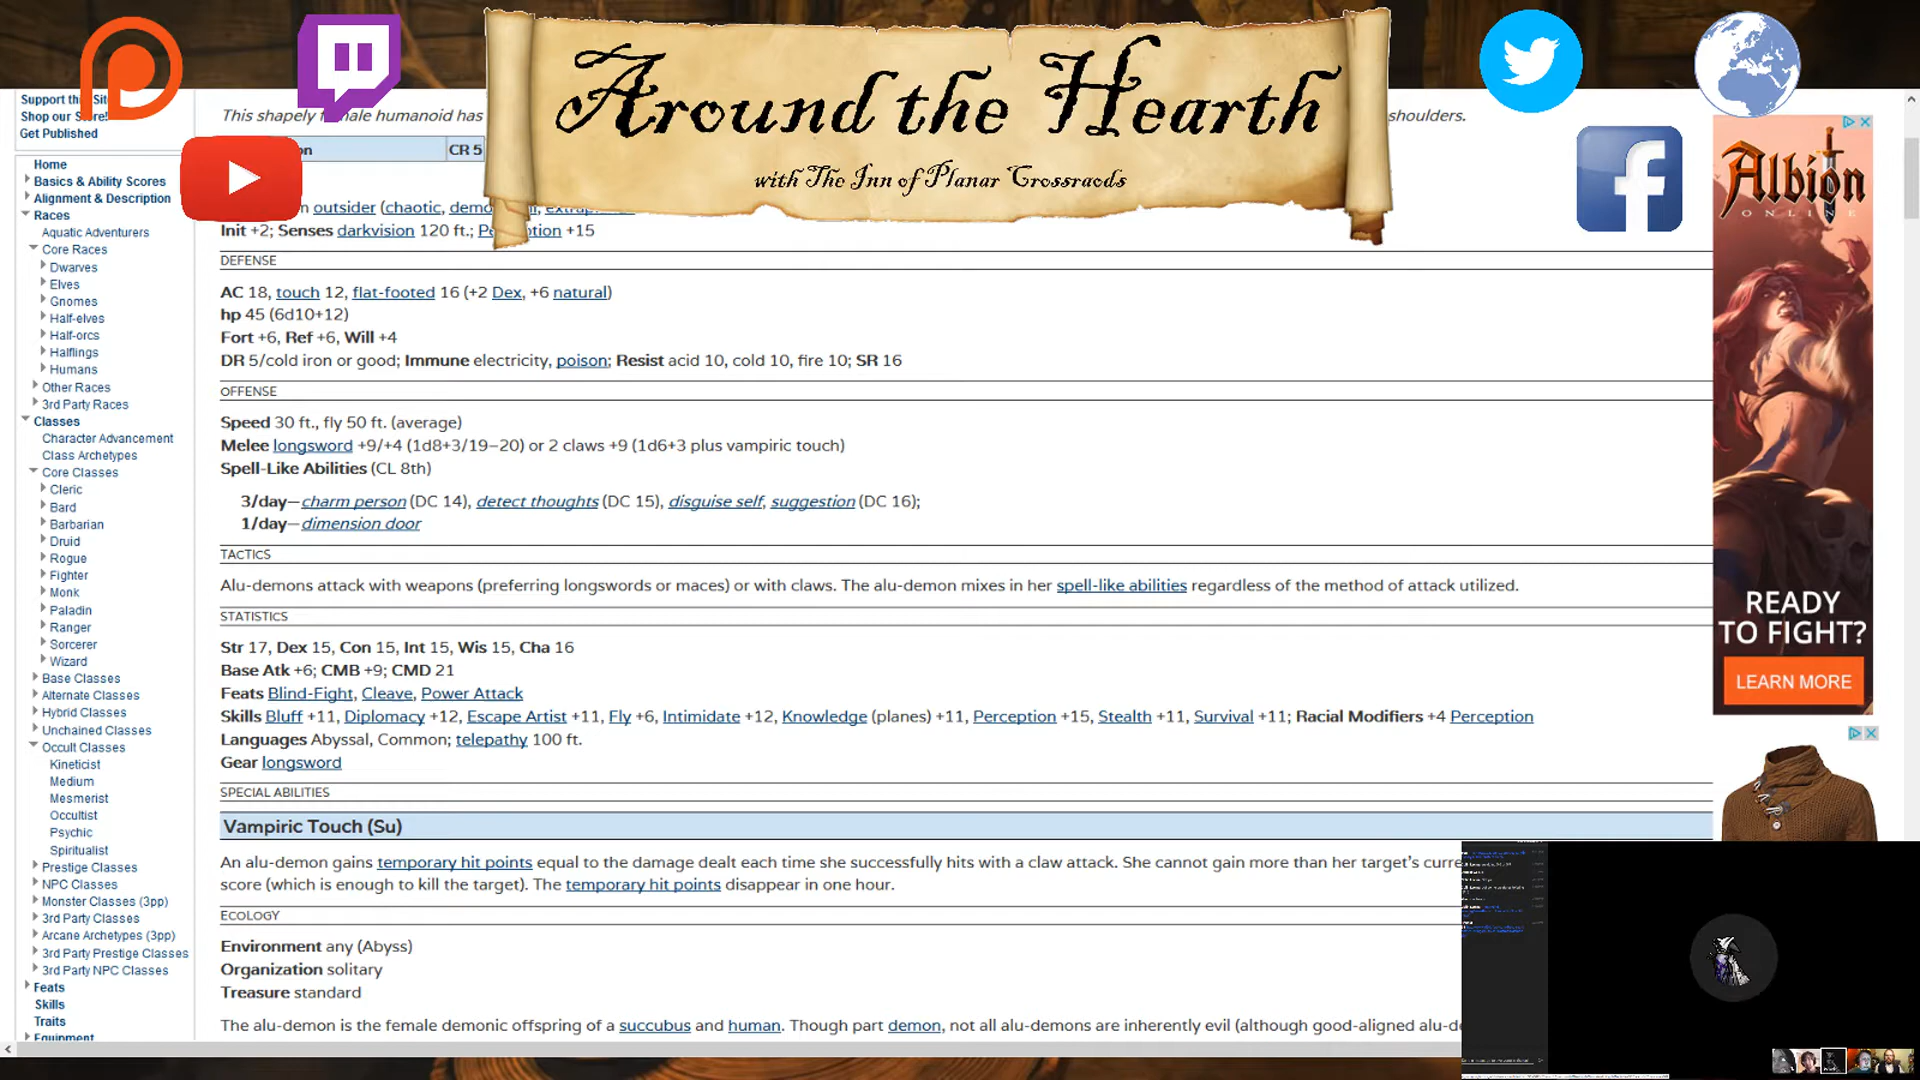 Around the Hearth
with The Inn of Planar Crossraods
Support th Sit
Shop our S re!
Get Published
Home
Basics & Ability Scores
Alignment & Description
Races
Aquatic Adventurers
Core Races
Dwarves
Elves
Gnomes
Half-elves
Half-orcs
Halflings
Humans
Other Races
3rd Party Races
Classes
Character Advancement
Class Archetypes
Core Classes
Cleric
Bard
Barbarian
Druid
Rogue
Fighter
Monk
Paladin
Ranger
Sorcerer
Wizard
Base Classes
Alternate Classes
Hybrid Classes
Unchained Classes
Occult Classes
Kineticist
Medium
Mesmerist
Occultist
Psychic
Spiritualist
Prestige Classes
NPC Classes
Monster Classes (3pp)
3rd Party Classes
Arcane Archetypes (3pp)
3rd Party Prestige Classes
3rd Party NPC Classes
Feats
Skills
Traits
Equipment
This shapely f male humanoid has shoulders.
on CR 5
n outsider (chaotic, demo
Init +2; Senses darkvision 120 ft.; Pe ption +15
DEFENSE
AC 18, touch 12, flat-footed 16 (+2 Dex, +6 natural)
hp 45 (6d10+12)
Fort +6, Ref +6, Will +4
DR 5/cold iron or good; Immune electricity, poison; Resist acid 10, cold 10, fire 10; SR 16
OFFENSE
Speed 30 ft., fly 50 ft. (average)
Melee longsword +9/+4 (1d8+3/19–20) or 2 claws +9 (1d6+3 plus vampiric touch)
Spell-Like Abilities (CL 8th)
3/day—charm person (DC 14), detect thoughts (DC 15), disguise self, suggestion (DC 16);
1/day—dimension door
TACTICS
Alu-demons attack with weapons (preferring longswords or maces) or with claws. The alu-demon mixes in her spell-like abilities regardless of the method of attack utilized.
STATISTICS
Str 17, Dex 15, Con 15, Int 15, Wis 15, Cha 16
Base Atk +6; CMB +9; CMD 21
Feats Blind-Fight, Cleave, Power Attack
Skills Bluff +11, Diplomacy +12, Escape Artist +11, Fly +6, Intimidate +12, Knowledge (planes) +11, Perception +15, Stealth +11, Survival +11; Racial Modifiers +4 Perception
Languages Abyssal, Common; telepathy 100 ft.
Gear longsword
SPECIAL ABILITIES
Vampiric Touch (Su)
An alu-demon gains temporary hit points equal to the damage dealt each time she successfully hits with a claw attack. She cannot gain more than her target's curre
score (which is enough to kill the target). The temporary hit points disappear in one hour.
ECOLOGY
Environment any (Abyss)
Organization solitary
Treasure standard
The alu-demon is the female demonic offspring of a succubus and human. Though part demon, not all alu-demons are inherently evil (although good-aligned alu-d
Albion
ONLINE
READY
TO FIGHT?
LEARN MORE